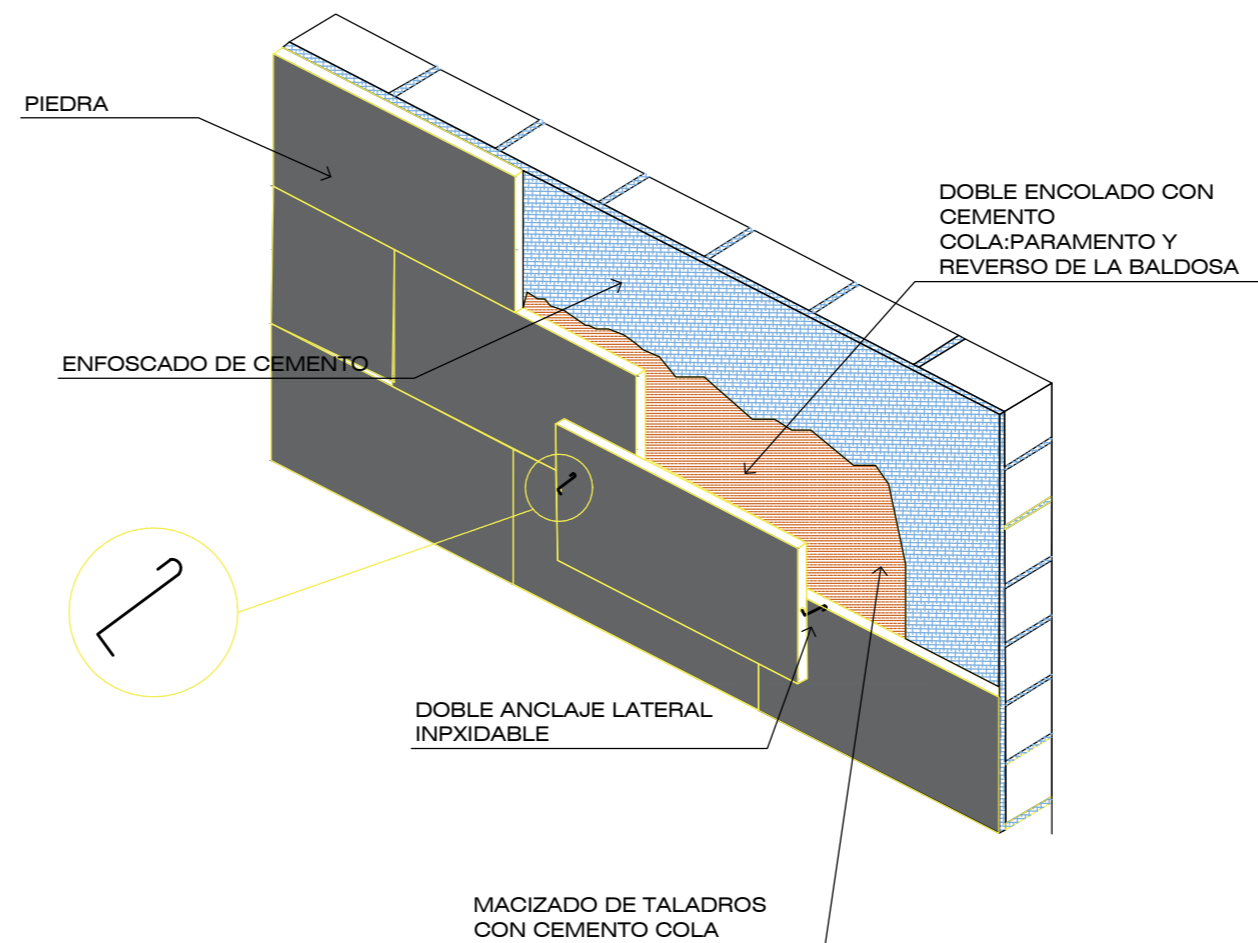 PIEDRA
DOBLE ENCOLADO CON
CEMENTO
COLA:PARAMENTO Y
REVERSO DE LA BALDOSA
ENFOSCADO DE CEMENTO
DOBLE ANCLAJE LATERAL
INPXIDABLE
MACIZADO DE TALADROS
CON CEMENTO COLA